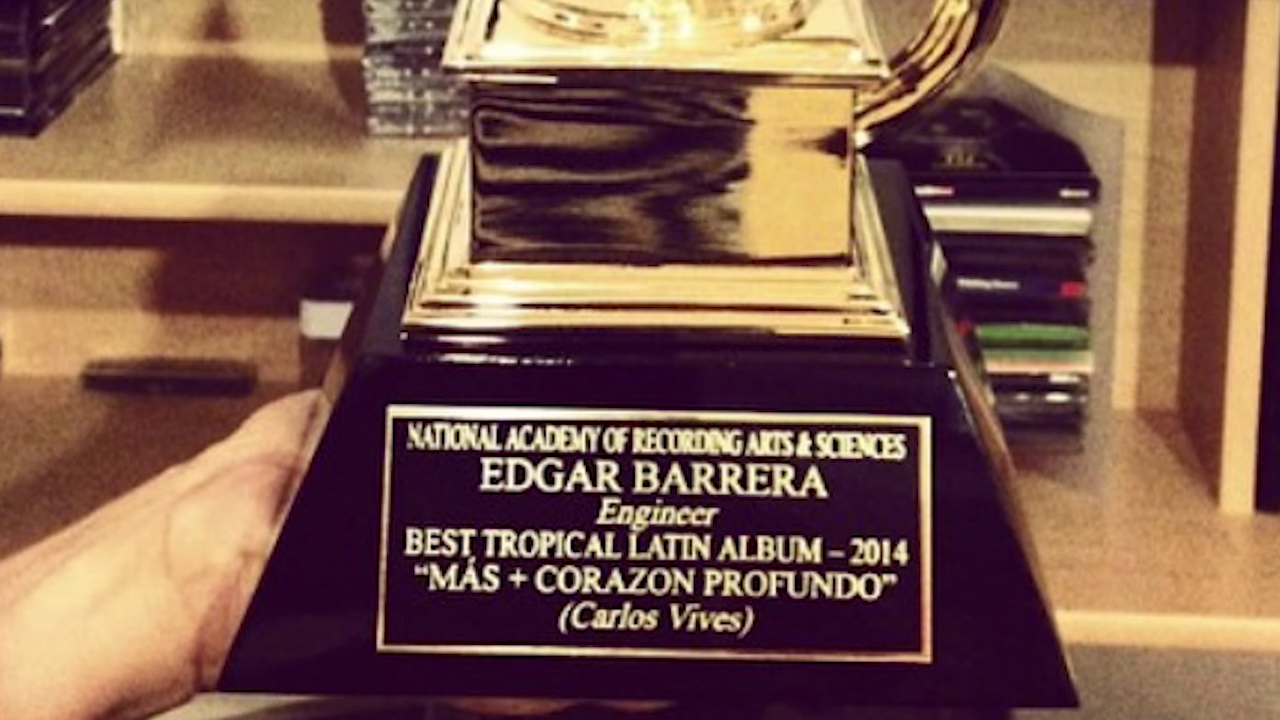 NATIONAL ACADEMY OF RECORDING ARTS & SCIENCES
EDGAR BARRERA
Engineer
BEST TROPICAL LATIN ALBUM – 2014
“MÁS + CORAZON PROFUNDO”
(Carlos Vives)